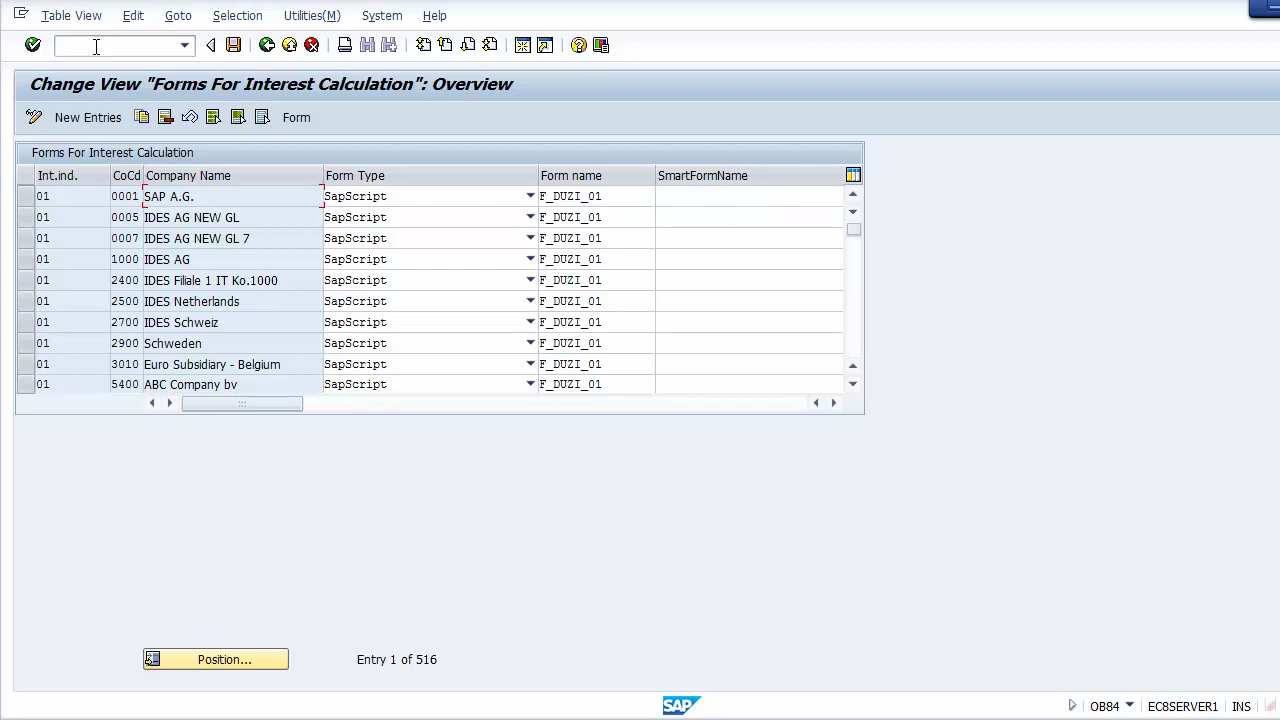 Table View Edit Goto Selection Utilities(M) System Help
Change View "Forms For Interest Calculation": Overview
New Entries Form
Forms For Interest Calculation
Int.ind. CoCd Company Name Form Type Form name SmartFormName
01 0001 SAP A.G. SapScript F_DUZI_01
01 0005 IDES AG NEW GL SapScript F_DUZI_01
01 0007 IDES AG NEW GL 7 SapScript F_DUZI_01
01 1000 IDES AG SapScript F_DUZI_01
01 2400 IDES Filiale 1 IT Ko.1000 SapScript F_DUZI_01
01 2500 IDES Netherlands SapScript F_DUZI_01
01 2700 IDES Schweiz SapScript F_DUZI_01
01 2900 Schweden SapScript F_DUZI_01
01 3010 Euro Subsidiary - Belgium SapScript F_DUZI_01
01 5400 ABC Company bv SapScript F_DUZI_01
Position... Entry 1 of 516
SAP OB84 EC8SERVER1 INS